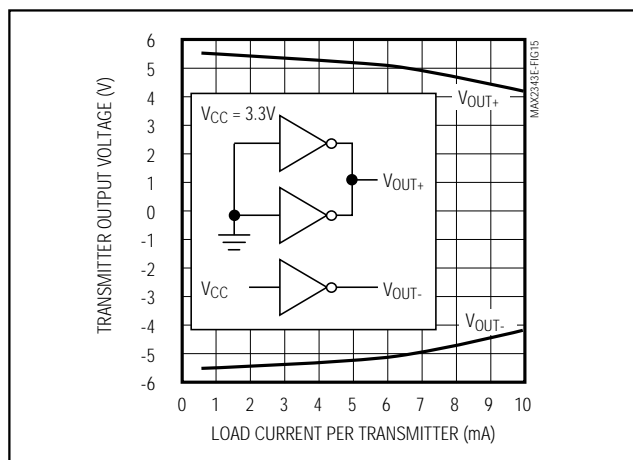 TRANSMITTER OUTPUT VOLTAGE (V)
6
5
4
3
2
1
0
-1
-2
-3
-4
-5
-6
VCC = 3.3V
VOUT+
VCC
VOUT-
VOUT+
VOUT-
MAX2343E-FIG15
0 1 2 3 4 5 6 7 8 9 10
LOAD CURRENT PER TRANSMITTER (mA)